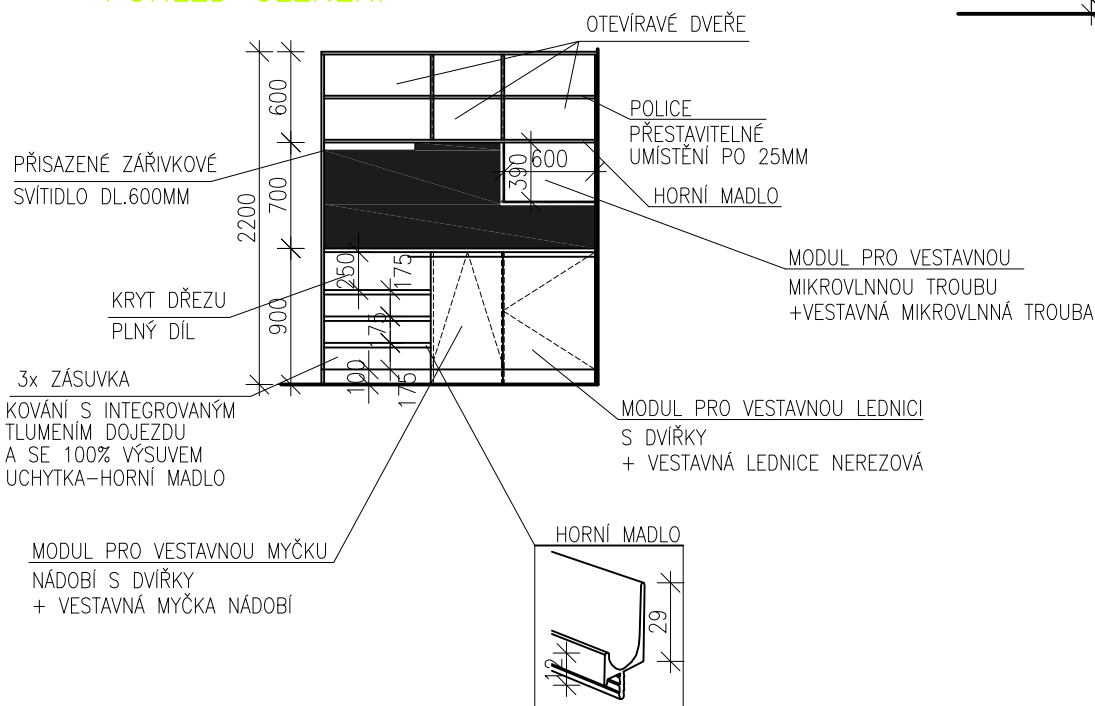 OTEVÍRAVÉ DVEŘE
600
POLICE
PŘESTAVITELNÉ
UMÍSTĚNÍ PO 25MM
PŘISAZENÉ ZÁŘIVKOVÉ
SVÍTIDLO DL.600MM
390
600
HORNÍ MADLO
700
2200
MODUL PRO VESTAVNOU
MIKROVLNNOU TROUBU
+VESTAVNÁ MIKROVLNNÁ TROUBA
250
175
KRYT DŘEZU
PLNÝ DÍL
900
175
3x ZÁSUVKA
KOVÁNÍ S INTEGROVANÝM
TLUMENÍM DOJEZDU
A SE 100% VÝSUVEM
UCHYTKA-HORNÍ MADLO
100
175
MODUL PRO VESTAVNOU LEDNICI
S DVÍŘKY
+ VESTAVNÁ LEDNICE NEREZOVÁ
MODUL PRO VESTAVNOU MYČKU
NÁDOBÍ S DVÍŘKY
+ VESTAVNÁ MYČKA NÁDOBÍ
HORNÍ MADLO
29
12